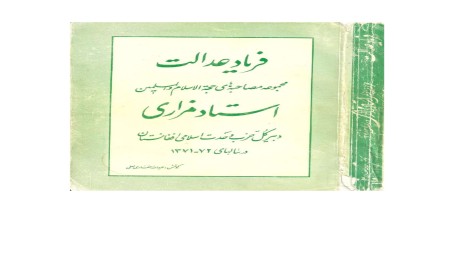 فریاد عدالت
مجموعه مصاحبه های حجة الاسلام والمسلمین
استاد مزاری
دبیر کل حزب وحدت اسلامی افغانستان
در سالهای ۷۲-۱۳۷۱